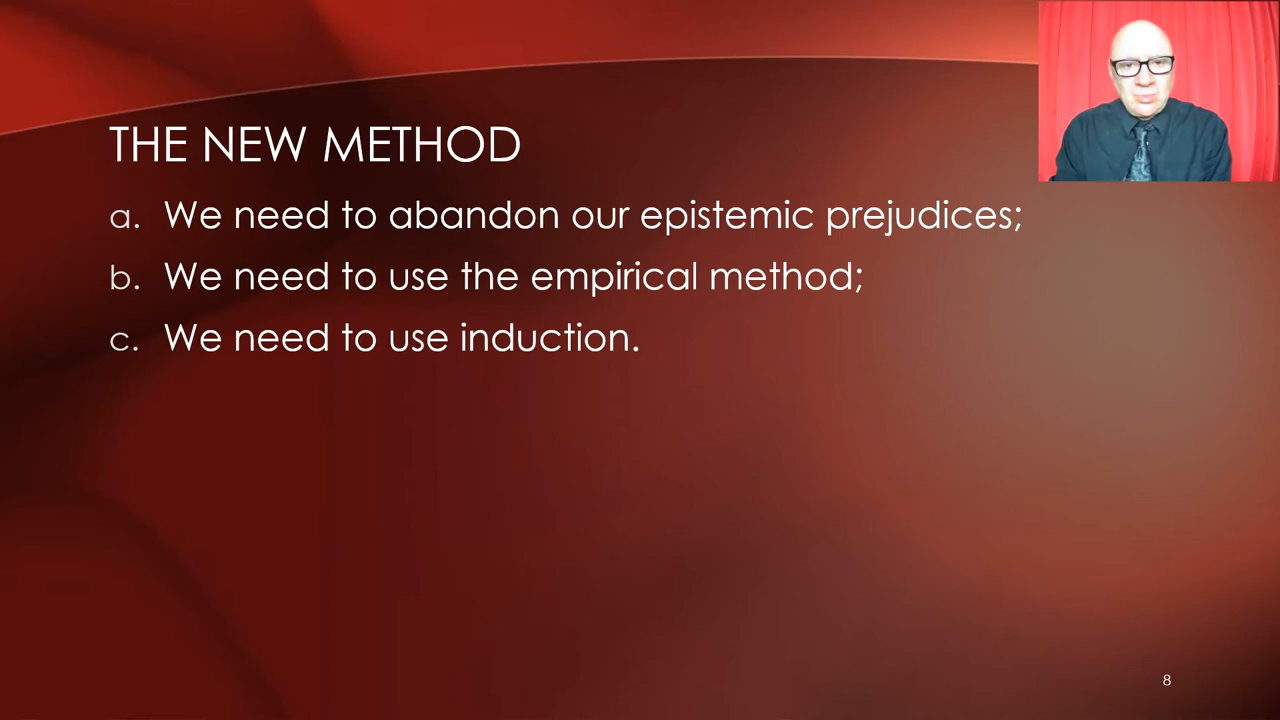 THE NEW METHOD
a. We need to abandon our epistemic prejudices;
b. We need to use the empirical method;
c. We need to use induction.
8